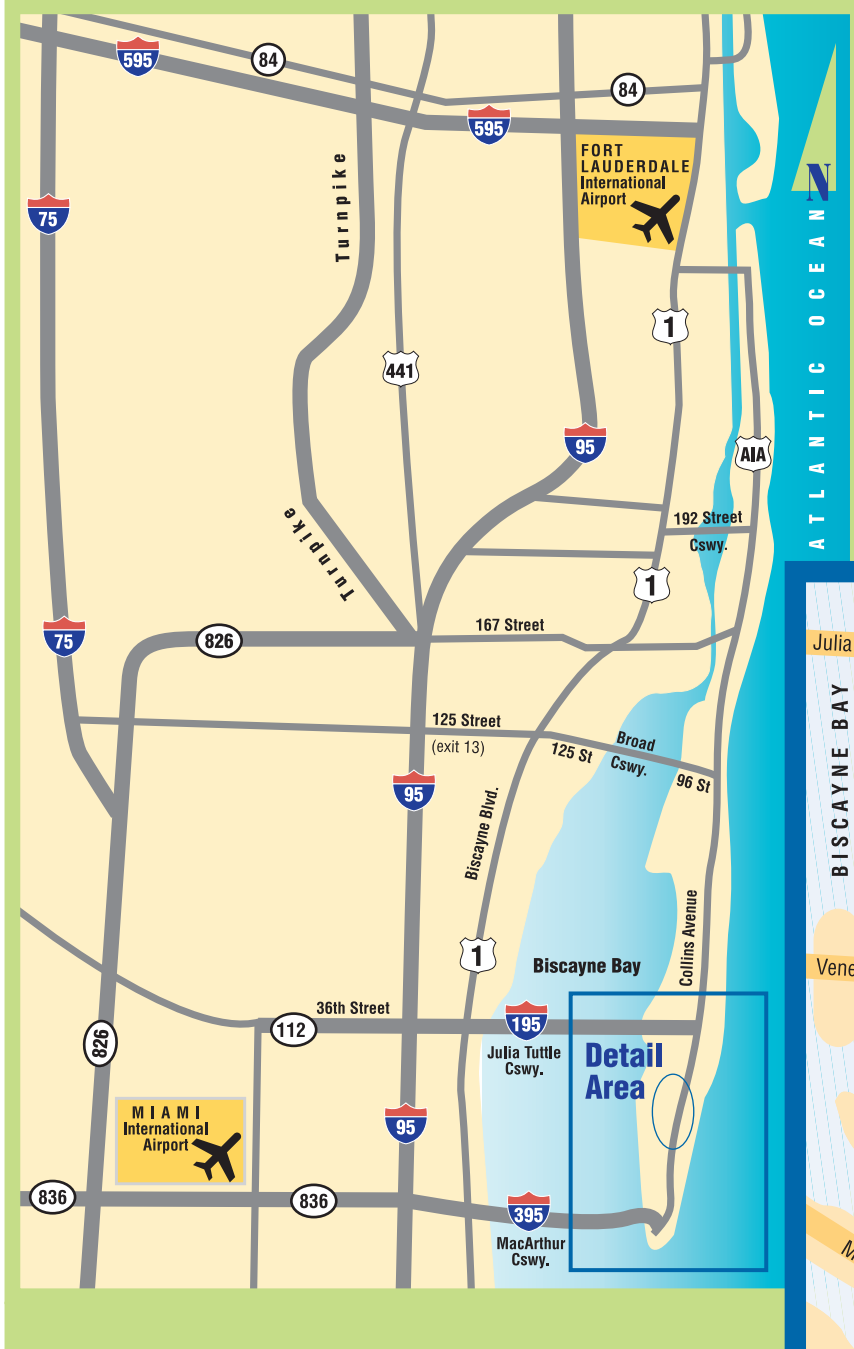 595
84
84
595
FORT
LAUDERDALE
International
Airport
N
75
Turnpike
ATLANTIC OCEAN
1
441
95
AIA
192 Street
Cswy.
Turnpike
1
75
826
167 Street
Julia
125 Street
(exit 13)
125 St
Broad
Cswy.
96 St
95
Biscayne Blvd.
BISCAYNE BAY
Collins Avenue
1
Biscayne Bay
Vene
36th Street
112
195
826
Julia Tuttle
Cswy.
Detail
Area
MIAMI
International
Airport
95
836
836
395
MacArthur
Cswy.
M